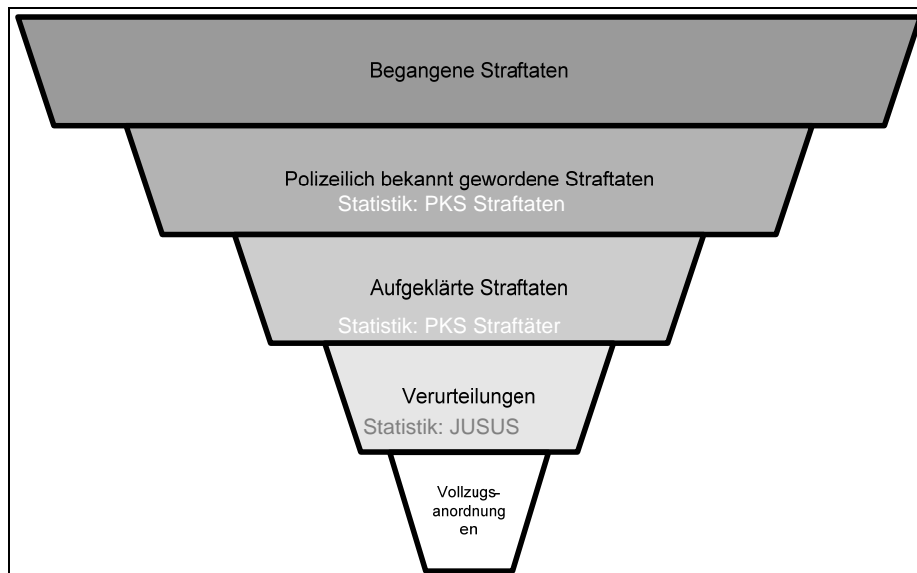 Begangene Straftaten
Polizeilich bekannt gewordene Straftaten
Statistik: PKS Straftaten
Aufgeklärte Straftaten
Statistik: PKS Straftäter
Verurteilungen
Statistik: JUSUS
Vollzugs-
anordnung
en